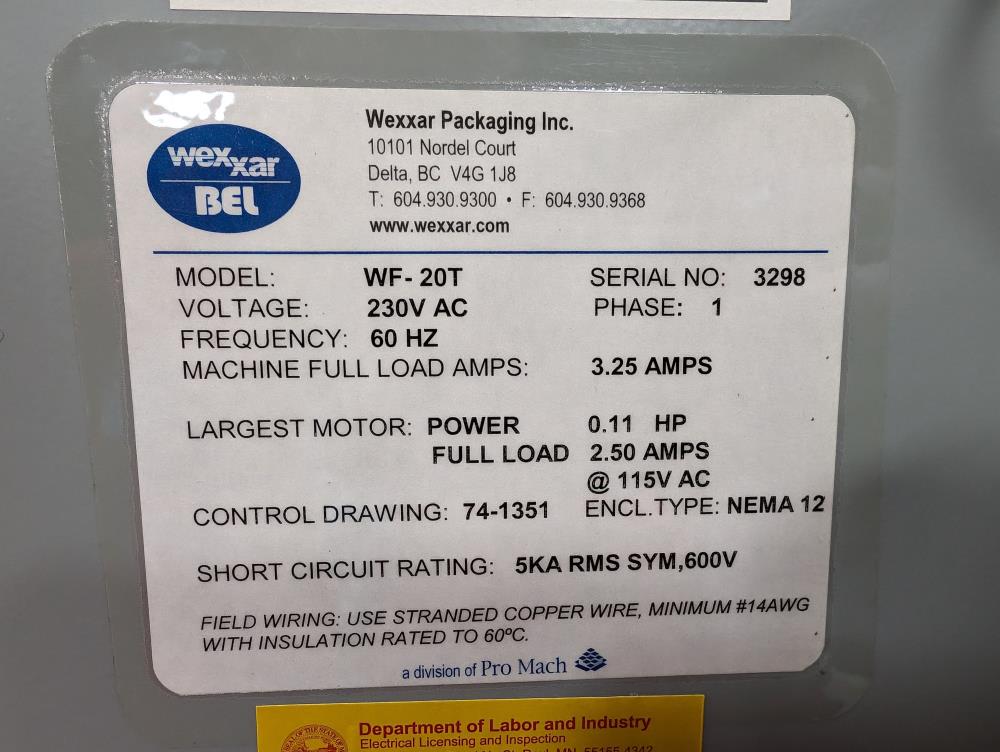 wexxar
BEL
Wexxar Packaging Inc.
10101 Nordel Court
Delta, BC V4G 1J8
T: 604.930.9300 • F: 604.930.9368
www.wexxar.com
MODEL: WF- 20T SERIAL NO: 3298
VOLTAGE: 230V AC PHASE: 1
FREQUENCY: 60 HZ
MACHINE FULL LOAD AMPS: 3.25 AMPS
LARGEST MOTOR: POWER 0.11 HP
FULL LOAD 2.50 AMPS
@ 115V AC
CONTROL DRAWING: 74-1351 ENCL.TYPE: NEMA 12
SHORT CIRCUIT RATING: 5KA RMS SYM,600V
FIELD WIRING: USE STRANDED COPPER WIRE, MINIMUM #14AWG
WITH INSULATION RATED TO 60ºC.
a division of Pro Mach
Department of Labor and Industry
Electrical Licensing and Inspection
MN 55155-4342